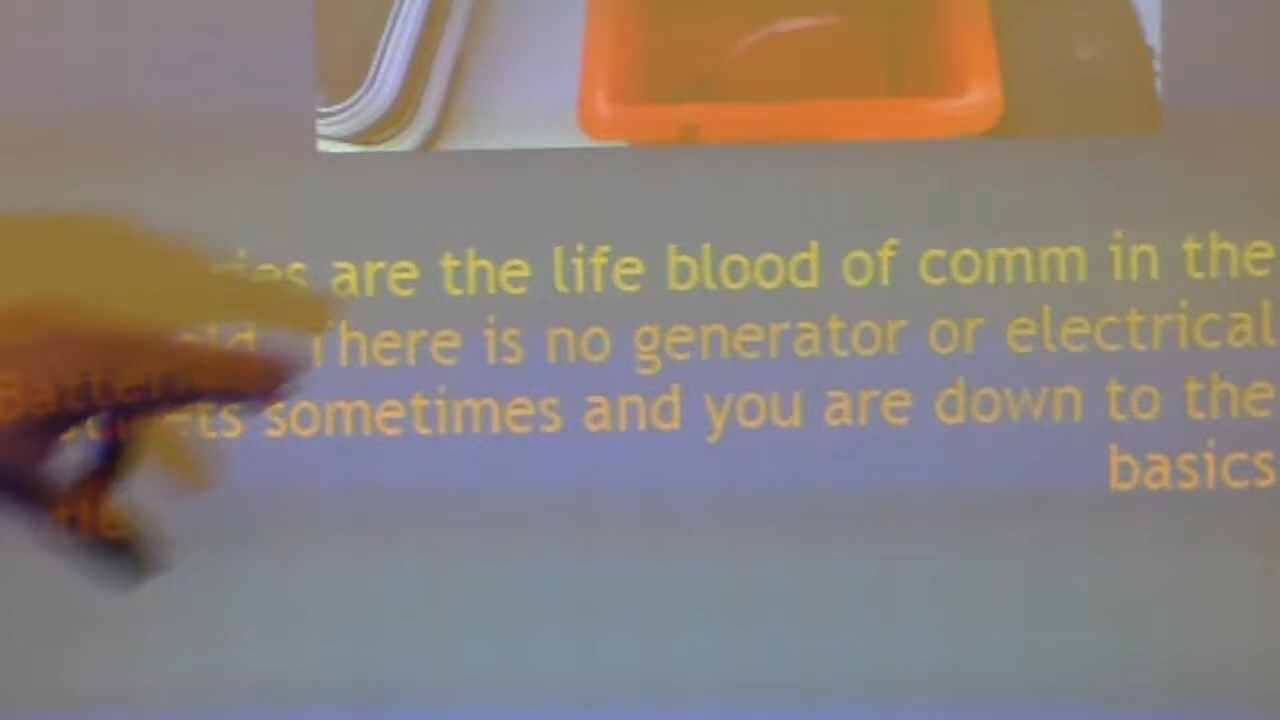 are the life blood of comm in the
There is no generator or electrical
sometimes and you are down to the
basics